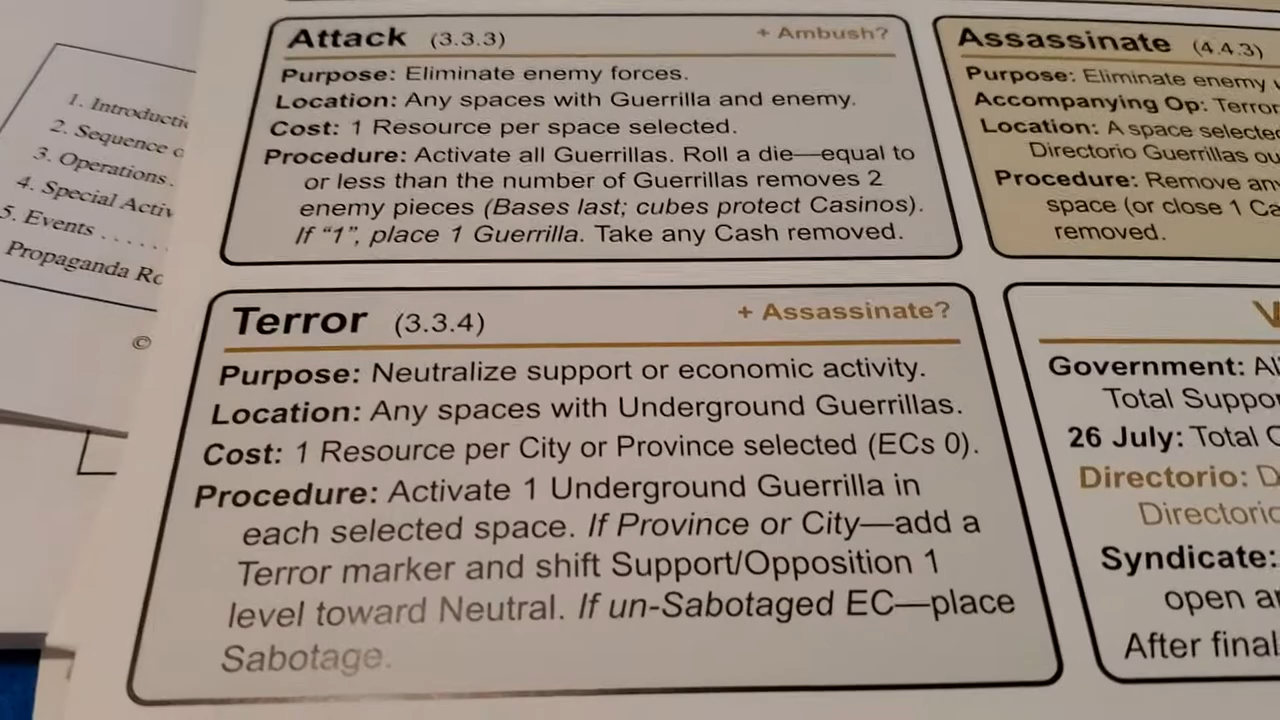 1. Introductio
2. Sequence o
3. Operations.
4. Special Activ
5. Events . . . . . .
Propaganda Ro
©
Attack (3.3.3) + Ambush?
Purpose: Eliminate enemy forces.
Location: Any spaces with Guerrilla and enemy.
Cost: 1 Resource per space selected.
Procedure: Activate all Guerrillas. Roll a die—equal to
or less than the number of Guerrillas removes 2
enemy pieces (Bases last; cubes protect Casinos).
If “1”, place 1 Guerrilla. Take any Cash removed.
Assassinate (4.4.3)
Purpose: Eliminate enemy
Accompanying Op: Terror
Location: A space selected
Directorio Guerrillas ou
Procedure: Remove any
space (or close 1 Ca
removed.
Terror (3.3.4) + Assassinate?
Purpose: Neutralize support or economic activity.
Location: Any spaces with Underground Guerrillas.
Cost: 1 Resource per City or Province selected (ECs 0).
Procedure: Activate 1 Underground Guerrilla in
each selected space. If Province or City—add a
Terror marker and shift Support/Opposition 1
level toward Neutral. If un-Sabotaged EC—place
Sabotage.
V
Government: Al
Total Suppo
26 July: Total O
Directorio: D
Directorio
Syndicate:
open an
After final